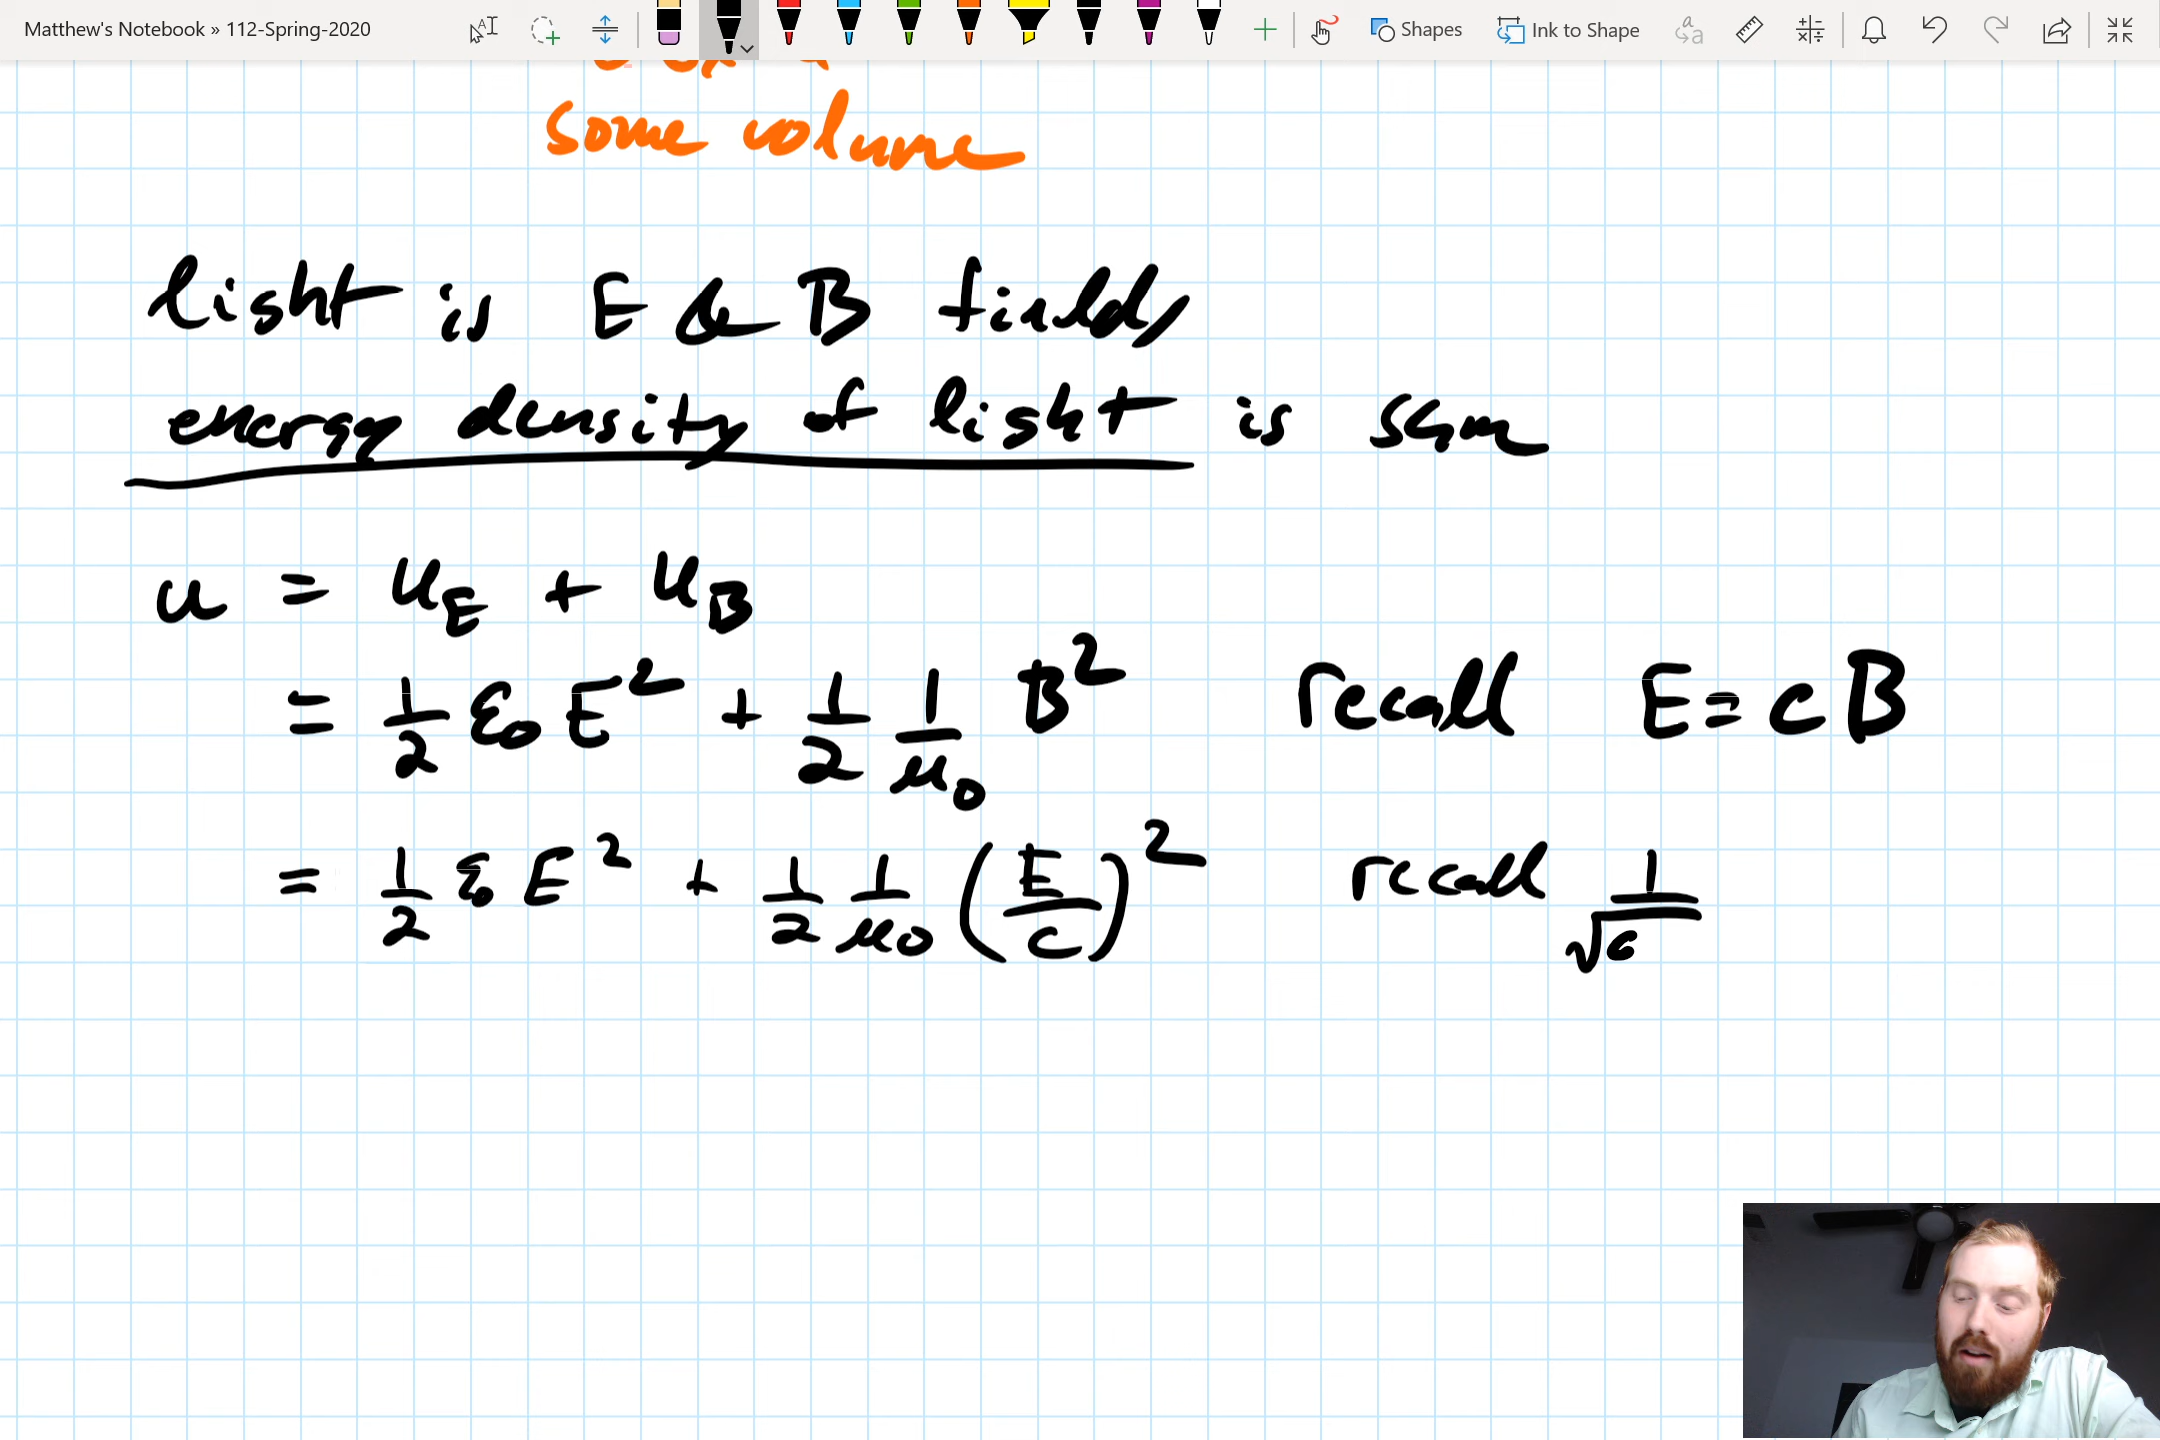 Matthew's Notebook » 112-Spring-2020
Shapes
Ink to Shape
some volume
light is E & B fields
energy density of light is sum
u = u_E + u_B
= 1/2 ε₀ E² + 1/2 1/μ₀ B² recall E = cB
= 1/2 ε₀ E² + 1/2 1/μ₀ (E/c)² recall 1/√ε